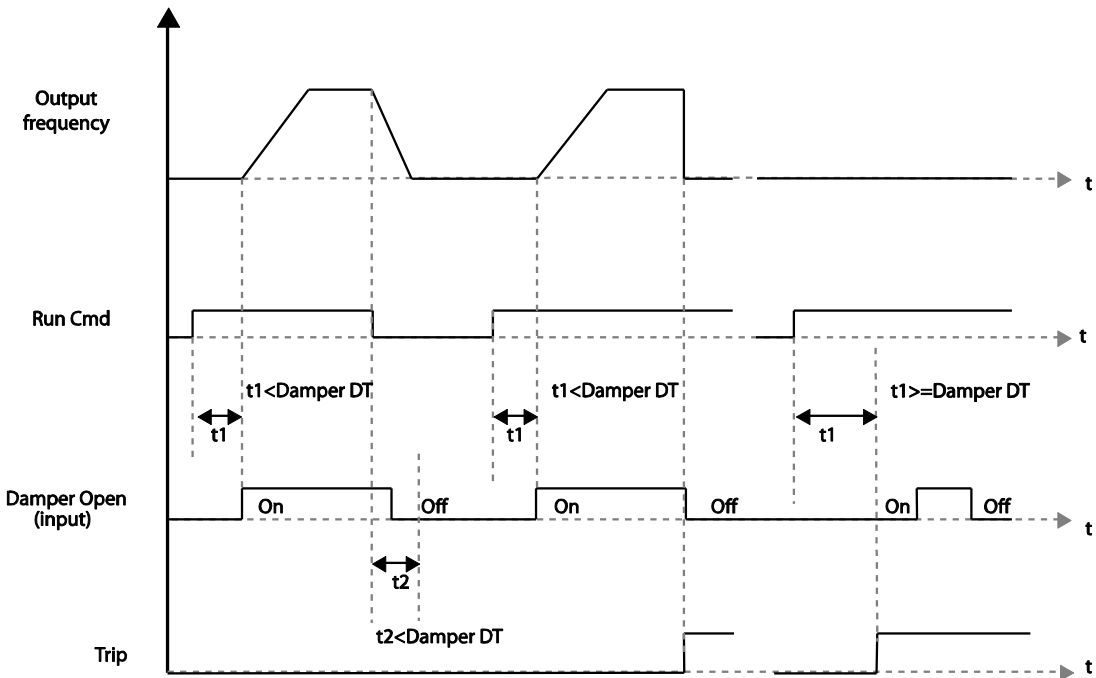 Output
frequency
t
Run Cmd
t
t1<Damper DT
t1<Damper DT
t1>=Damper DT
t1
t1
t1
Damper Open
(input)
On
Off
On
Off
On
Off
t
t2
t2<Damper DT
Trip
t